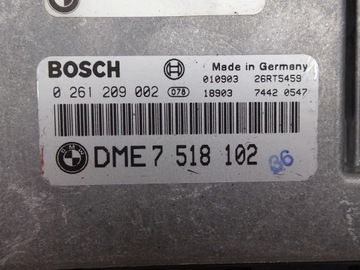 BOSCH
Made in Germany
010903 26RT5459
0 261 209 002 078 18903 7442 0547
BMW DME 7 518 102 06